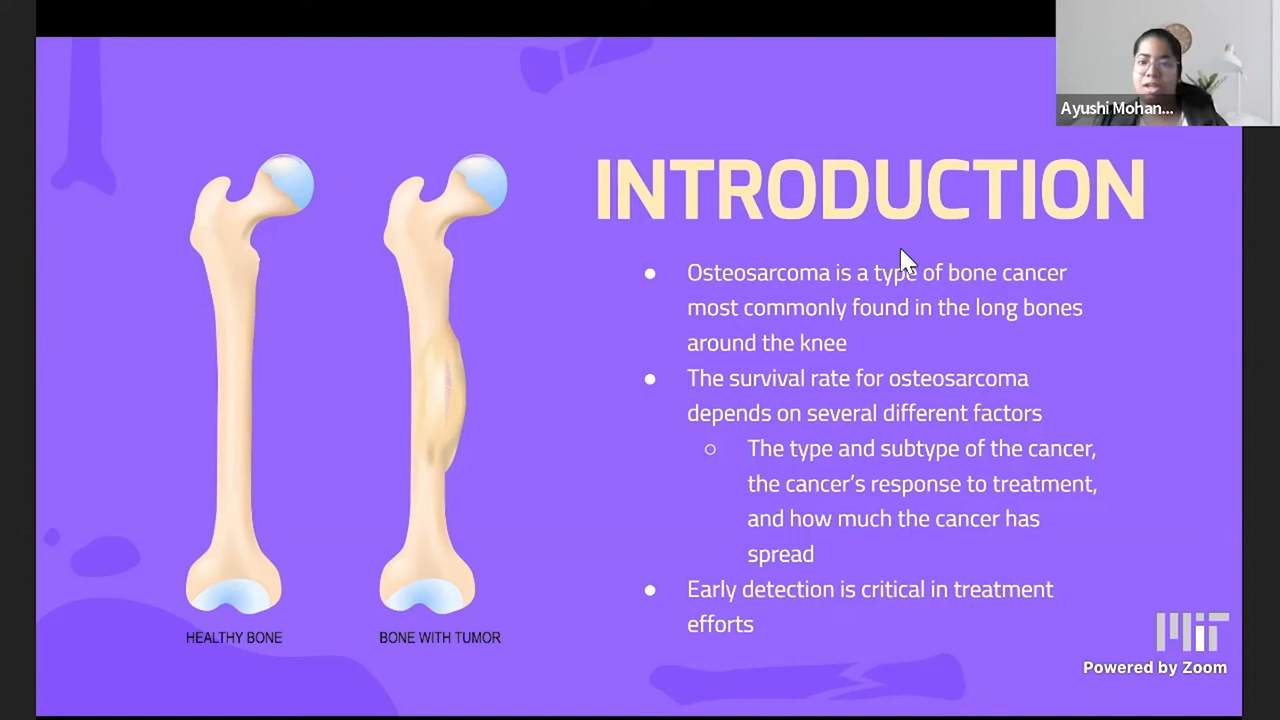 Ayushi Mohan...
INTRODUCTION
● Osteosarcoma is a type of bone cancer
most commonly found in the long bones
around the knee
● The survival rate for osteosarcoma
depends on several different factors
○ The type and subtype of the cancer,
the cancer’s response to treatment,
and how much the cancer has
spread
● Early detection is critical in treatment
efforts
HEALTHY BONE
BONE WITH TUMOR
MIT
Powered by Zoom